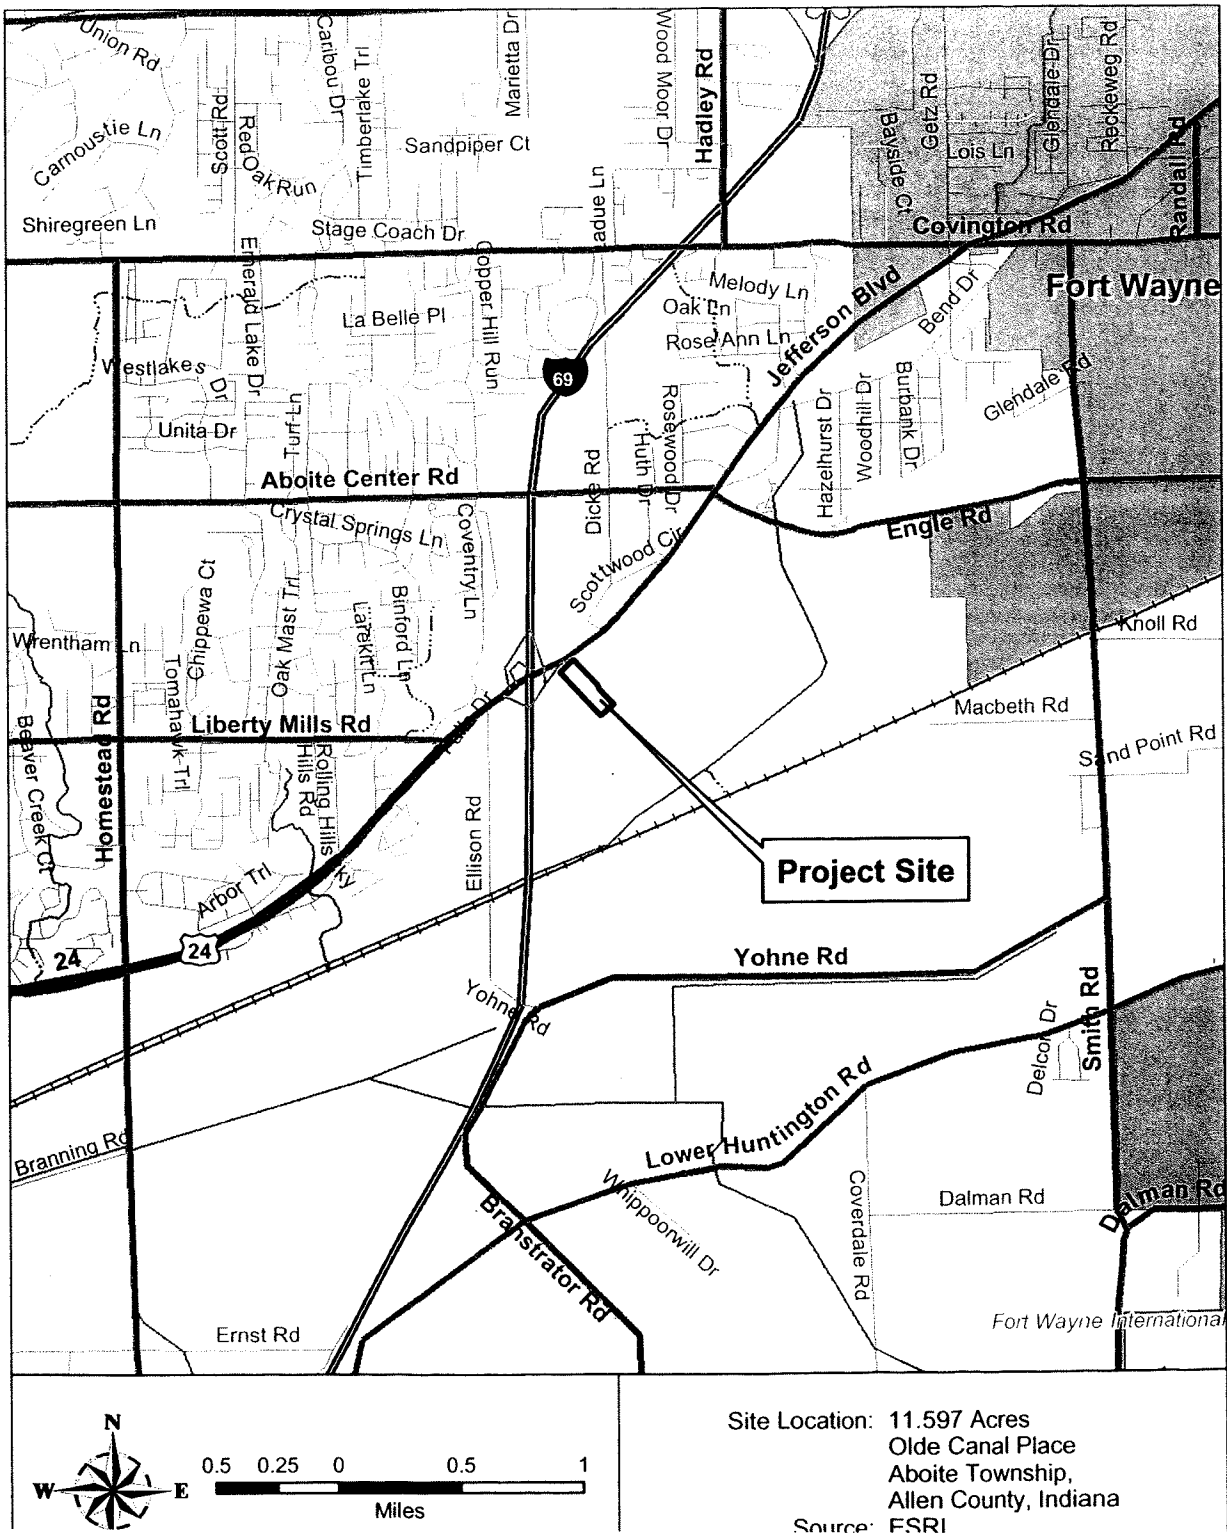 Union Rd
Caribou Dr
Timberlake Trl
Marietta Dr
Wood Moor Dr
Hadley Rd
Getz Rd
Glendale Dr
Reckeweg Rd
Carnoustie Ln
Scott Rd
Red Oak Run
Sandpiper Ct
Bayside Ct
Lois Ln
Randall Rd
Shiregreen Ln
Stage Coach Dr
Covington Rd
Emerald Lake Dr
Copper Hill Run
Melody Ln
Fort Wayne
La Belle Pl
Oak Ln
Jefferson Blvd
Bend Dr
Rose Ann Ln
Westlakes Dr
69
Glendale Rd
Unita Dr
Turf Ln
Rosewood Dr
Huth Dr
Dicke Rd
Hazelhurst Dr
Woodhill Dr
Burbank Dr
Aboite Center Rd
Crystal Springs Ln
Coventry Ln
Engle Rd
Scottwood Cir
Chippewa Ct
Oak Mast Trl
Binford Ln
Wrentham Ln
Knoll Rd
Tomahawk Trl
Homestead Rd
Liberty Mills Rd
Macbeth Rd
Sand Point Rd
Beaver Creek Ct
Rolling Hills
Hills Rd
Ellison Rd
Project Site
Arbor Trl
24
24
Yohne Rd
Yohne Rd
Smith Rd
Delcor Dr
Lower Huntington Rd
Branning Rd
Whippoorwill Dr
Coverdale Rd
Dalman Rd
Dalman Rd
Branstrator Rd
Ernst Rd
Fort Wayne International
N
W E
0.5 0.25 0 0.5 1
Miles
Site Location: 11.597 Acres
Olde Canal Place
Aboite Township,
Allen County, Indiana
Source: ESRI